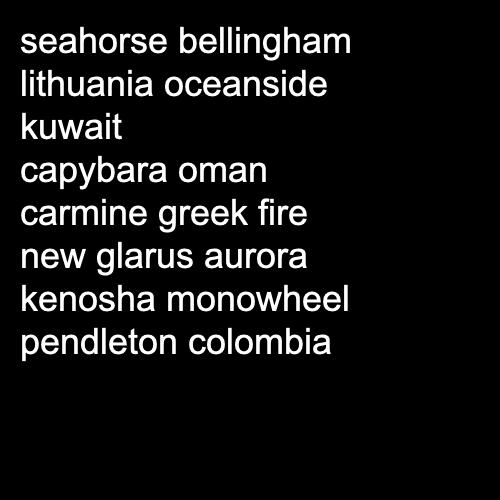 seahorse bellingham
lithuania oceanside
kuwait
capybara oman
carmine greek fire
new glarus aurora
kenosha monowheel
pendleton colombia